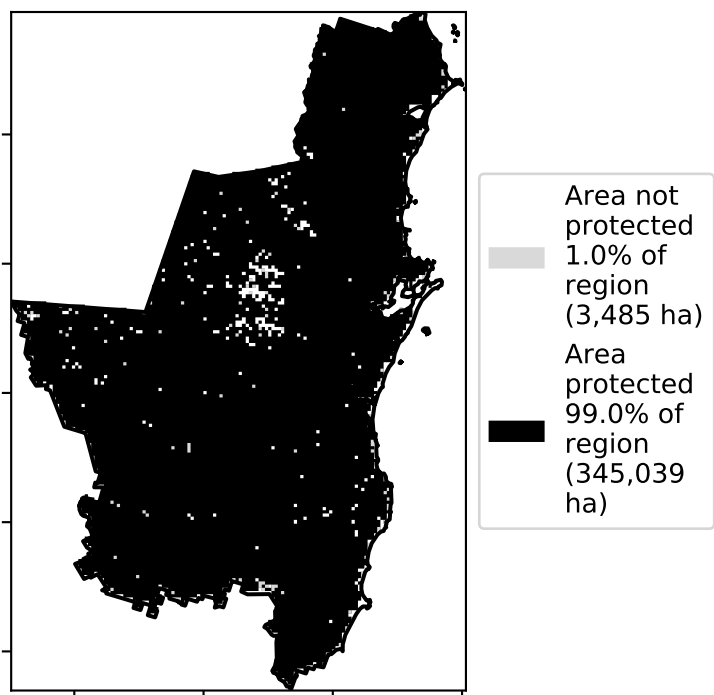 Area not
protected
1.0% of
region
(3,485 ha)
Area
protected
99.0% of
region
(345,039
ha)